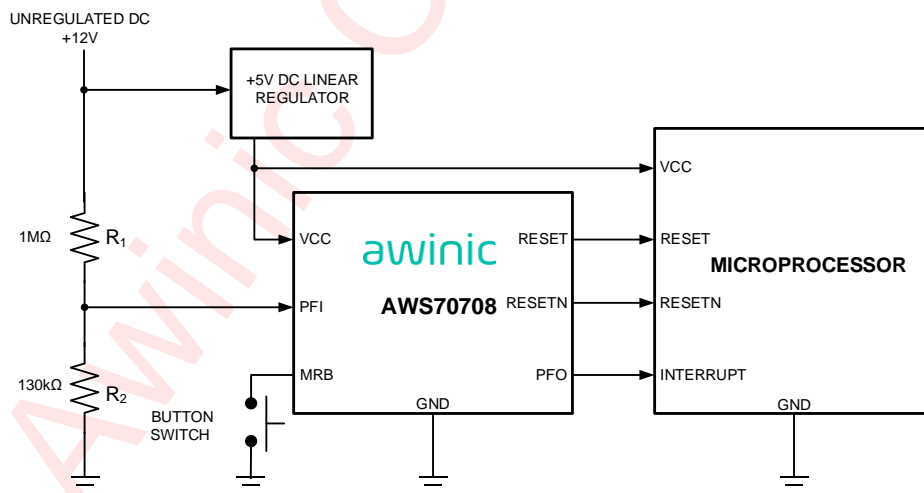 UNREGULATED DC
+12V
+5V DC LINEAR
REGULATOR
VCC
1MΩ
R1
VCC
awinic
RESET
RESET
MICROPROCESSOR
PFI
AWS70708
RESETN
RESETN
130kΩ
R2
MRB
PFO
INTERRUPT
BUTTON
SWITCH
GND
GND
Awinic C